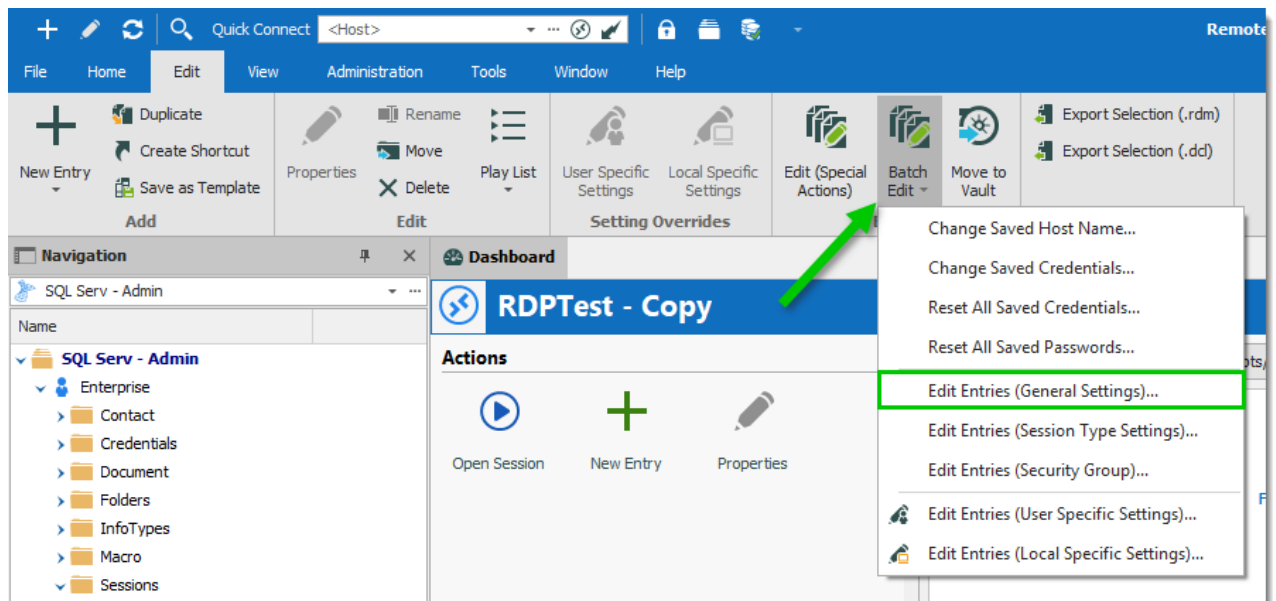 Quick Connect <Host>
Remote
File Home Edit View Administration Tools Window Help
New Entry
Duplicate
Create Shortcut
Save as Template
Add
Properties
Rename
Move
Delete
Play List
Edit
User Specific Settings
Local Specific Settings
Setting Overrides
Edit (Special Actions)
Batch Edit
Move to Vault
Export Selection (.rdm)
Export Selection (.dcl)
Navigation
SQL Serv - Admin
Name
SQL Serv - Admin
Enterprise
Contact
Credentials
Document
Folders
InfoTypes
Macro
Sessions
Dashboard
RDPTest - Copy
Actions
Open Session
New Entry
Properties
Change Saved Host Name...
Change Saved Credentials...
Reset All Saved Credentials...
Reset All Saved Passwords...
Edit Entries (General Settings)...
Edit Entries (Session Type Settings)...
Edit Entries (Security Group)...
Edit Entries (User Specific Settings)...
Edit Entries (Local Specific Settings)...